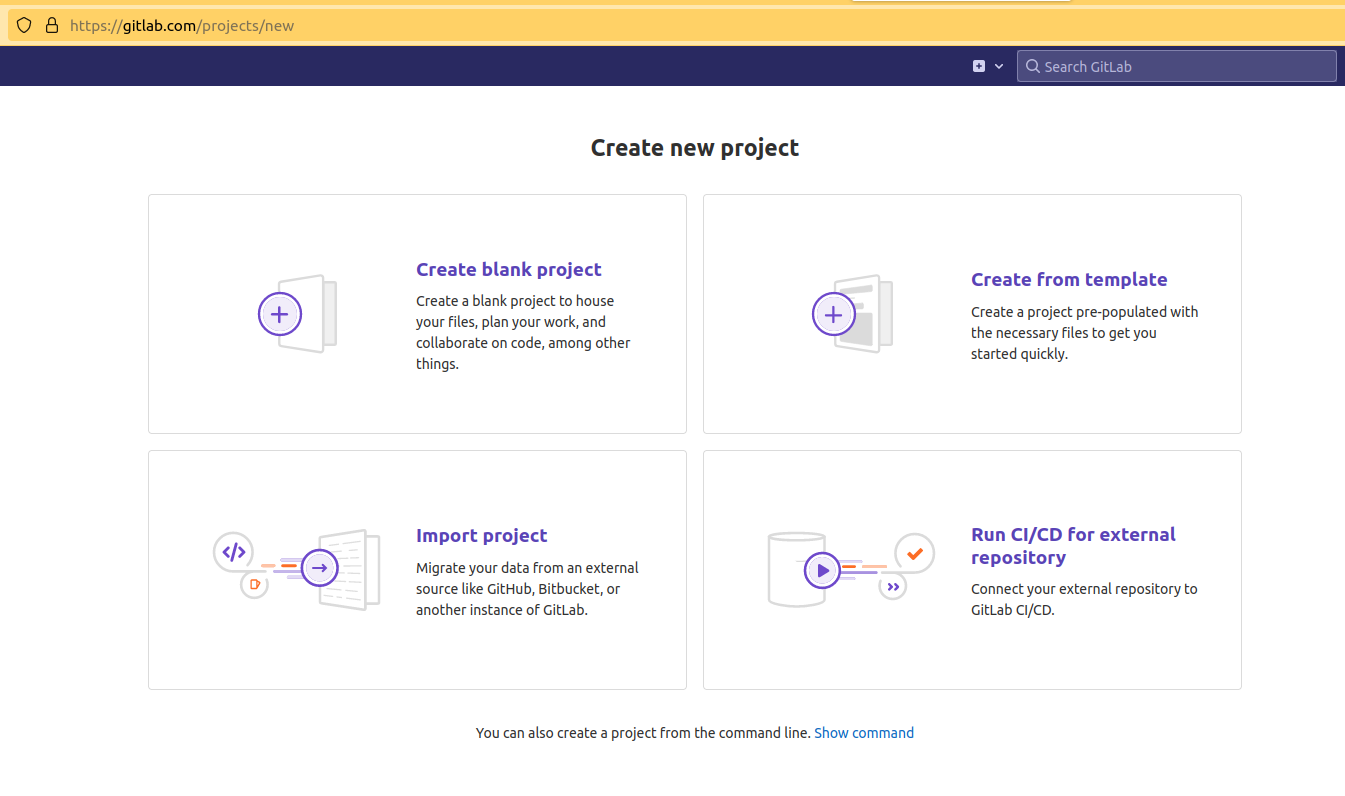 https://gitlab.com/projects/new
Search GitLab
Create new project
Create blank project
Create a blank project to house
your files, plan your work, and
collaborate on code, among other
things.
Create from template
Create a project pre-populated with
the necessary files to get you
started quickly.
Import project
Migrate your data from an external
source like GitHub, Bitbucket, or
another instance of GitLab.
Run CI/CD for external
repository
Connect your external repository to
GitLab CI/CD.
You can also create a project from the command line. Show command